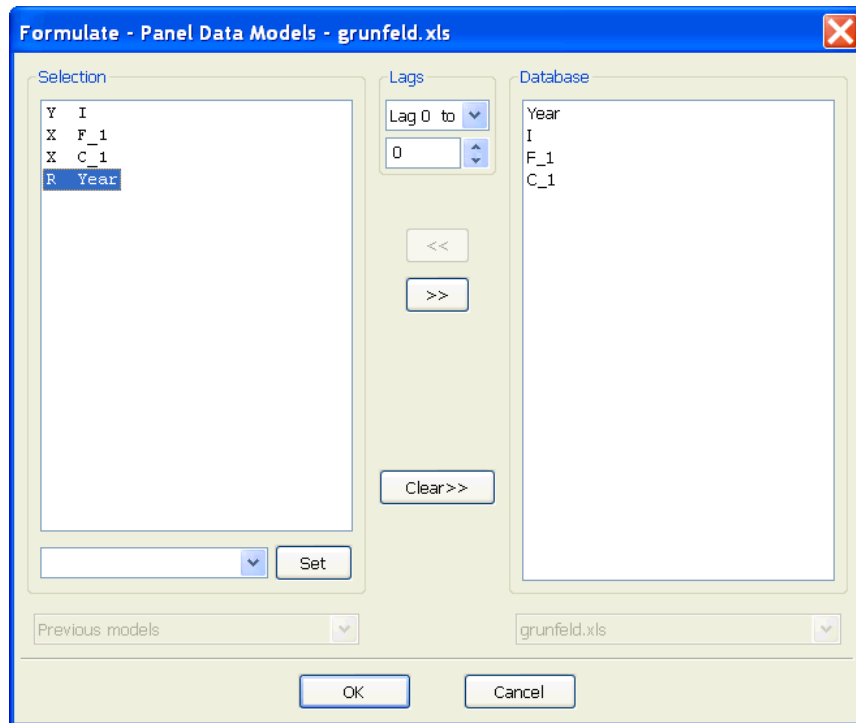 Formulate - Panel Data Models - grunfeld.xls
Selection
Y I
X F_1
X C_1
R Year
Set
Previous models
Lags
Lag 0 to
0
<<
>>
Clear>>
Database
Year
I
F_1
C_1
grunfeld.xls
OK
Cancel